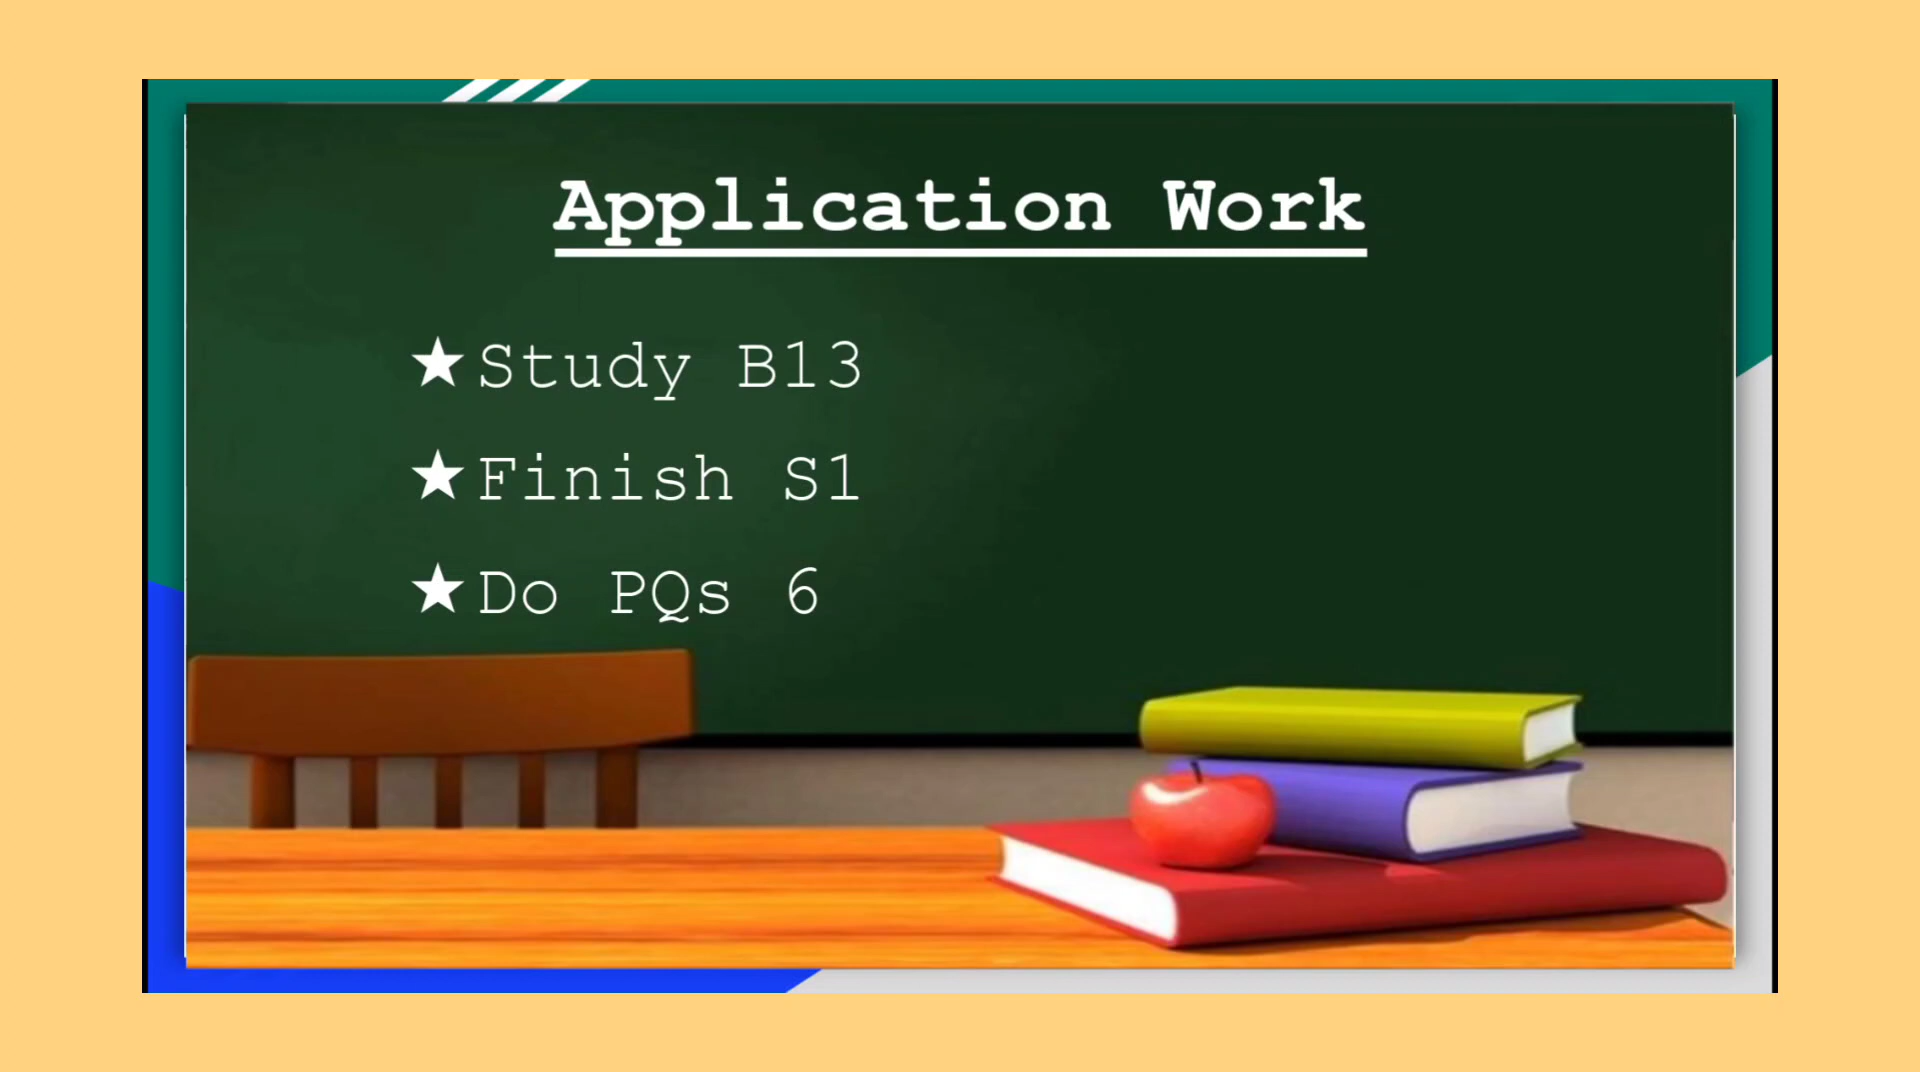 Application Work
★Study B13
★Finish S1
★Do PQs 6